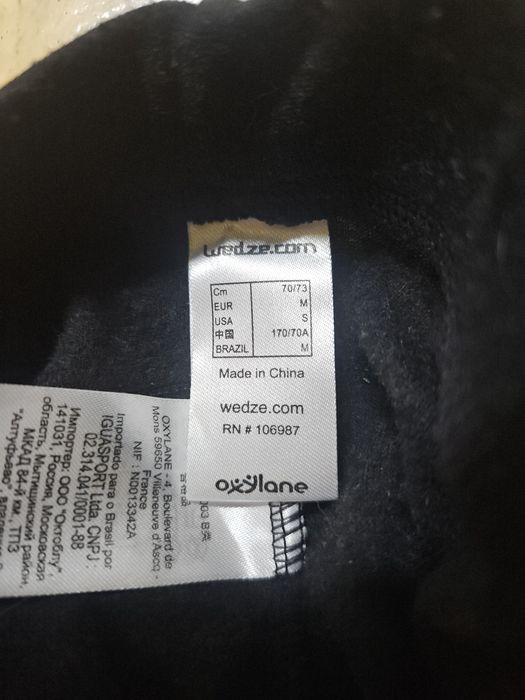 wedze.com
Cm 70/73
EUR M
USA S
中国 170/70A
BRAZIL M
Made in China
wedze.com
RN # 106987
oxylane
OXYLANE - 4, Boulevard de
Mons 59650 Villeneuve d'Ascq -
France
NIF : N0013342A
Importado para o Brasil por
IGUASPORT Ltda, CNPJ :
02.314.041/0001-88
Импортер: ООО "Октоблу",
141031, Россия, Московская
область, Мытищинский район,
МКАД 84-й км., ТПЗ
"Алтуфьево",